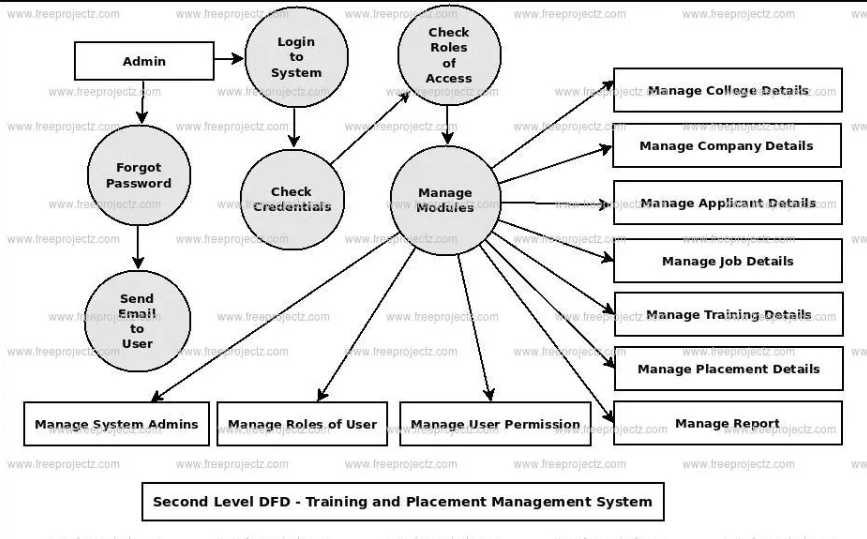 Admin
Login
to
System
Check
Roles
of
Access
Forgot
Password
Check
Credentials
Manage
Modules
Send
Email
to
User
Manage College Details
Manage Company Details
Manage Applicant Details
Manage Job Details
Manage Training Details
Manage Placement Details
Manage Report
Manage System Admins
Manage Roles of User
Manage User Permission
Second Level DFD - Training and Placement Management System
www.freeprojectz.com